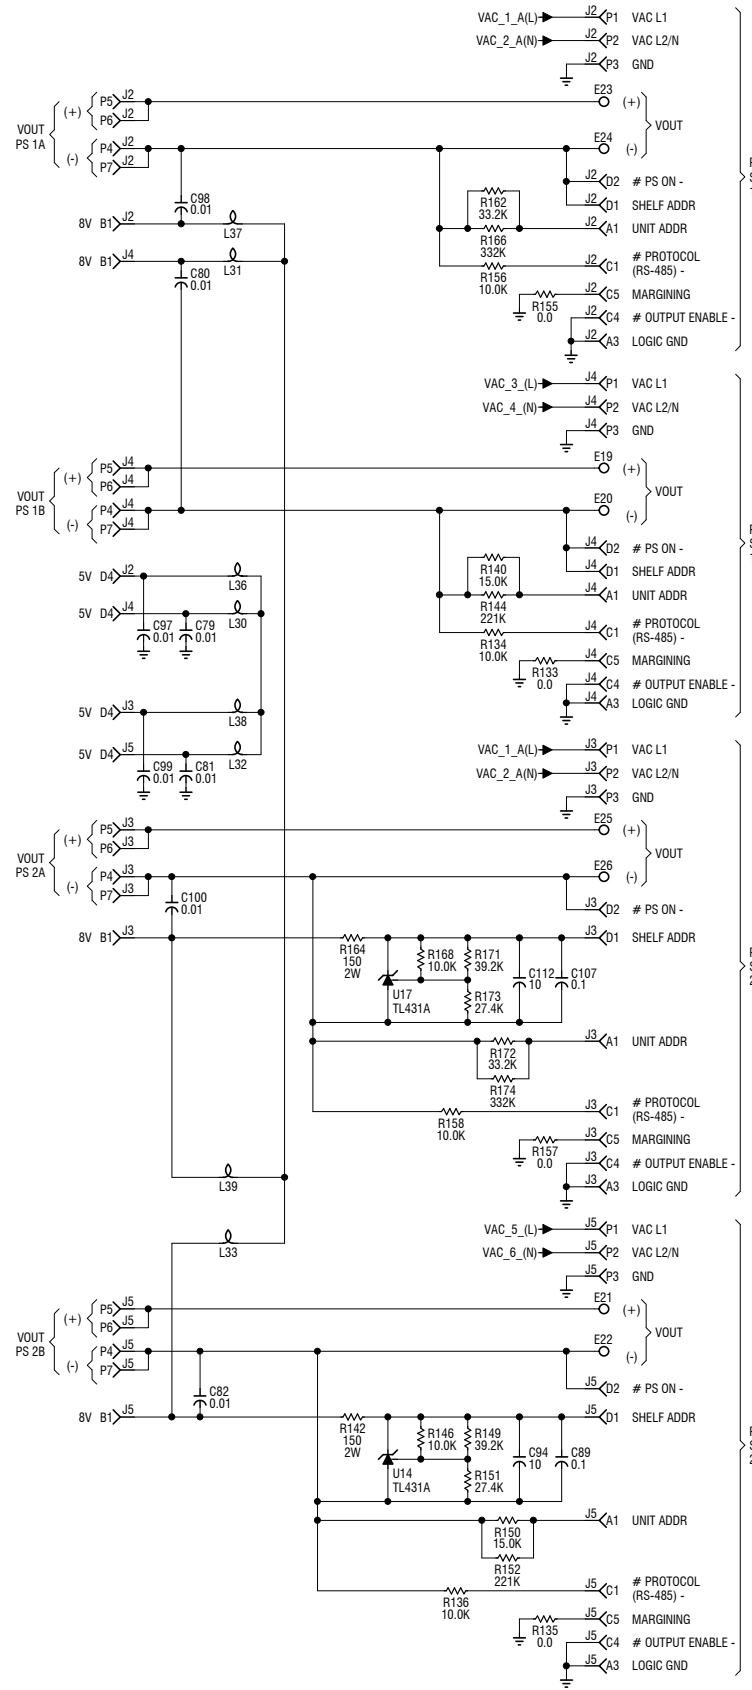 VAC_1_A(L) J2 P1 VAC L1
VAC_2_A(N) J2 P2 VAC L2/N
J2 P3 GND
P5 J2 E23 (+)
(+)
P6 J2
VOUT
PS 1A
VOUT
P4 J2 E24 (-)
(-)
P7 J2
J2 D2 # PS ON -
C98
0.01
R162
33.2K
J2 D1 SHELF ADDR
8V B1 J2 L37
R166
332K
J2 A1 UNIT ADDR
8V B1 J4 L31
C80
0.01
R156
10.0K
J2 C1 # PROTOCOL
(RS-485) -
R155
0.0
J2 C5 MARGINING
J2 C4 # OUTPUT ENABLE -
J2 A3 LOGIC GND
VAC_3_(L) J4 P1 VAC L1
VAC_4_(N) J4 P2 VAC L2/N
J4 P3 GND
P5 J4 E19 (+)
(+)
P6 J4
VOUT
PS 1B
VOUT
P4 J4 E20 (-)
(-)
P7 J4
J4 D2 # PS ON -
5V D4 J2 L36
R140
15.0K
J4 D1 SHELF ADDR
5V D4 J4 L30
R144
221K
J4 A1 UNIT ADDR
C97
0.01
C79
0.01
R134
10.0K
J4 C1 # PROTOCOL
(RS-485) -
R133
0.0
J4 C5 MARGINING
J4 C4 # OUTPUT ENABLE -
J4 A3 LOGIC GND
5V D4 J3 L38
5V D4 J5 L32
C99
0.01
C81
0.01
VAC_1_A(L) J3 P1 VAC L1
VAC_2_A(N) J3 P2 VAC L2/N
J3 P3 GND
P5 J3 E25 (+)
(+)
P6 J3
VOUT
PS 2A
VOUT
P4 J3 E26 (-)
(-)
P7 J3
C100
0.01
J3 D2 # PS ON -
8V B1 J3
R164
150
2W
R168
10.0K
R171
39.2K
C112
10
C107
0.1
J3 D1 SHELF ADDR
U17
TL431A
R173
27.4K
R172
33.2K
J3 A1 UNIT ADDR
R174
332K
R158
10.0K
J3 C1 # PROTOCOL
(RS-485) -
R157
0.0
J3 C5 MARGINING
J3 C4 # OUTPUT ENABLE -
L39
J3 A3 LOGIC GND
L33
VAC_5_(L) J5 P1 VAC L1
VAC_6_(N) J5 P2 VAC L2/N
J5 P3 GND
P5 J5 E21 (+)
(+)
P6 J5
VOUT
PS 2B
VOUT
P4 J5 E22 (-)
(-)
P7 J5
C82
0.01
J5 D2 # PS ON -
8V B1 J5
R142
150
2W
R146
10.0K
R149
39.2K
C94
10
C89
0.1
J5 D1 SHELF ADDR
U14
TL431A
R151
27.4K
R150
15.0K
J5 A1 UNIT ADDR
R152
221K
R136
10.0K
J5 C1 # PROTOCOL
(RS-485) -
R135
0.0
J5 C5 MARGINING
J5 C4 # OUTPUT ENABLE -
J5 A3 LOGIC GND